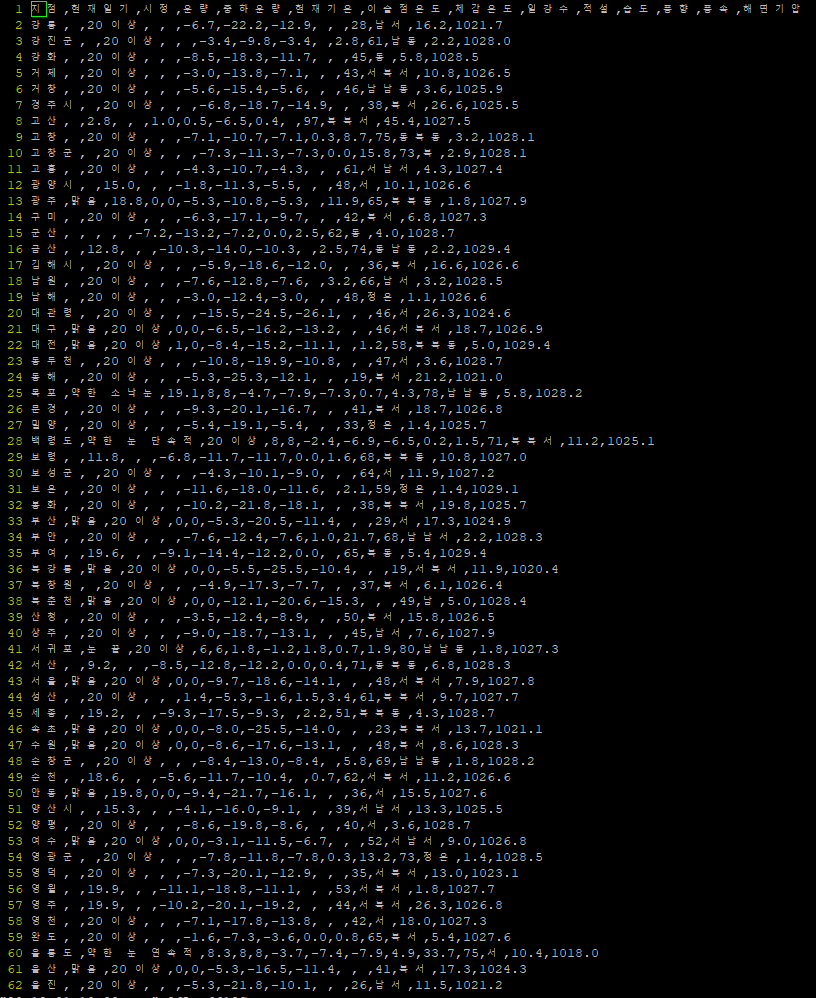 1 지점,현재일기,시정,운량,중하운량,현재기온,이슬점온도,체감온도,일강수,적설,습도,풍향,풍속,해면기압
2 강릉, ,20 이상, , ,-6.7,-22.2,-12.9, , ,28,남서,16.2,1021.7
3 강진군, ,20 이상, , ,-3.4,-9.8,-3.4, ,2.8,61,남동,2.2,1028.0
4 강화, ,20 이상, , ,-8.5,-18.3,-11.7, , ,45,동,5.8,1028.5
5 거제, ,20 이상, , ,-3.0,-13.8,-7.1, , ,43,서북서,10.8,1026.5
6 거창, ,20 이상, , ,-5.6,-15.4,-5.6, , ,46,남남동,3.6,1025.9
7 경주시, ,20 이상, , ,-6.8,-18.7,-14.9, , ,38,북서,26.6,1025.5
8 고산, ,2.8, , ,1.0,0.5,-6.5,0.4, ,97,북북서,45.4,1027.5
9 고창, ,20 이상, , ,-7.1,-10.7,-7.1,0.3,8.7,75,동북동,3.2,1028.1
10 고창군, ,20 이상, , ,-7.3,-11.3,-7.3,0.0,15.8,73,북,2.9,1028.1
11 고흥, ,20 이상, , ,-4.3,-10.7,-4.3, , ,61,서남서,4.3,1027.4
12 광양시, ,15.0, , ,-1.8,-11.3,-5.5, , ,48,서,10.1,1026.6
13 광주,맑음,18.8,0,0,-5.3,-10.8,-5.3, ,11.9,65,북북동,1.8,1027.9
14 구미, ,20 이상, , ,-6.3,-17.1,-9.7, , ,42,북서,6.8,1027.3
15 군산, , , , ,-7.2,-13.2,-7.2,0.0,2.5,62,동,4.0,1028.7
16 금산, ,12.8, , ,-10.3,-14.0,-10.3, ,2.5,74,동남동,2.2,1029.4
17 김해시, ,20 이상, , ,-5.9,-18.6,-12.0, , ,36,북서,16.6,1026.6
18 남원, ,20 이상, , ,-7.6,-12.8,-7.6, ,3.2,66,남서,3.2,1028.5
19 남해, ,20 이상, , ,-3.0,-12.4,-3.0, , ,48,정온,1.1,1026.6
20 대관령, ,20 이상, , ,-15.5,-24.5,-26.1, , ,46,서,26.3,1024.6
21 대구,맑음,20 이상,0,0,-6.5,-16.2,-13.2, , ,46,서북서,18.7,1026.9
22 대전,맑음,20 이상,1,0,-8.4,-15.2,-11.1, ,1.2,58,북북동,5.0,1029.4
23 동두천, ,20 이상, , ,-10.8,-19.9,-10.8, , ,47,서,3.6,1028.7
24 동해, ,20 이상, , ,-5.3,-25.3,-12.1, , ,19,북서,21.2,1021.0
25 목포,약한 소낙눈,19.1,8,8,-4.7,-7.9,-7.3,0.7,4.3,78,남남동,5.8,1028.2
26 문경, ,20 이상, , ,-9.3,-20.1,-16.7, , ,41,북서,18.7,1026.8
27 밀양, ,20 이상, , ,-5.4,-19.1,-5.4, , ,33,정온,1.4,1025.7
28 백령도,약한 눈 단속적,20 이상,8,8,-2.4,-6.9,-6.5,0.2,1.5,71,북북서,11.2,1025.1
29 보령, ,11.8, , ,-6.8,-11.7,-11.7,0.0,1.6,68,북북동,10.8,1027.0
30 보성군, ,20 이상, , ,-4.3,-10.1,-9.0, , ,64,서,11.9,1027.2
31 보은, ,20 이상, , ,-11.6,-18.0,-11.6, ,2.1,59,정온,1.4,1029.1
32 봉화, ,20 이상, , ,-10.2,-21.8,-18.1, , ,38,북북서,19.8,1025.7
33 부산,맑음,20 이상,0,0,-5.3,-20.5,-11.4, , ,29,서,17.3,1024.9
34 부안, ,20 이상, , ,-7.6,-12.4,-7.6,1.0,21.7,68,남남서,2.2,1028.3
35 부여, ,19.6, , ,-9.1,-14.4,-12.2,0.0, ,65,북동,5.4,1029.4
36 북강릉,맑음,20 이상,0,0,-5.5,-25.5,-10.4, , ,19,서북서,11.9,1020.4
37 북창원, ,20 이상, , ,-4.9,-17.3,-7.7, , ,37,북서,6.1,1026.4
38 북춘천,맑음,20 이상,0,0,-12.1,-20.6,-15.3, , ,49,남,5.0,1028.4
39 산청, ,20 이상, , ,-3.5,-12.4,-8.9, , ,50,북서,15.8,1026.5
40 상주, ,20 이상, , ,-9.0,-18.7,-13.1, , ,45,남서,7.6,1027.9
41 서귀포,눈 끝,20 이상,6,6,1.8,-1.2,1.8,0.7,1.9,80,남남동,1.8,1027.3
42 서산, ,9.2, , ,-8.5,-12.8,-12.2,0.0,0.4,71,동북동,6.8,1028.3
43 서울,맑음,20 이상,0,0,-9.7,-18.6,-14.1, , ,48,서북서,7.9,1027.8
44 성산, ,20 이상, , ,1.4,-5.3,-1.6,1.5,3.4,61,북서,9.7,1027.7
45 세종, ,19.2, , ,-9.3,-17.5,-9.3, ,2.2,51,북북동,4.3,1028.7
46 속초,맑음,20 이상,0,0,-8.0,-25.5,-14.0, , ,23,북북서,13.7,1021.1
47 수원,맑음,20 이상,0,0,-8.6,-17.6,-13.1, , ,48,북서,8.6,1028.3
48 순창군, ,20 이상, , ,-8.4,-13.0,-8.4, ,5.8,69,남남동,1.8,1028.2
49 순천, ,18.6, , ,-5.6,-11.7,-10.4, ,0.7,62,서북서,11.2,1026.6
50 안동,맑음,19.8,0,0,-9.4,-21.7,-16.1, , ,36,서,15.5,1027.6
51 양산시, ,15.3, , ,-4.1,-16.0,-9.1, , ,39,서남서,13.3,1025.5
52 양평, ,20 이상, , ,-8.6,-19.8,-8.6, , ,40,서,3.6,1028.7
53 여수,맑음,20 이상,0,0,-3.1,-11.5,-6.7, , ,52,서남서,9.0,1026.8
54 영광군, ,20 이상, , ,-7.8,-11.8,-7.8,0.3,13.2,73,정온,1.4,1028.5
55 영덕, ,20 이상, , ,-7.3,-20.1,-12.9, , ,35,서북서,13.0,1023.1
56 영월, ,19.9, , ,-11.1,-18.8,-11.1, , ,53,서북서,1.8,1027.7
57 영주, ,19.9, , ,-10.2,-20.1,-19.2, , ,44,서북서,26.3,1026.8
58 영천, ,20 이상, , ,-7.1,-17.8,-13.8, , ,42,서,18.0,1027.3
59 완도, ,20 이상, , ,-1.6,-7.3,-3.6,0.0,0.8,65,북서,5.4,1027.6
60 울릉도,약한 눈 연속적,8.3,8,8,-3.7,-7.4,-7.9,4.9,33.7,75,서,10.4,1018.0
61 울산,맑음,20 이상,0,0,-5.3,-16.5,-11.4, , ,41,북서,17.3,1024.3
62 울진, ,20 이상, , ,-5.3,-21.8,-10.1, , ,26,남서,11.5,1021.2